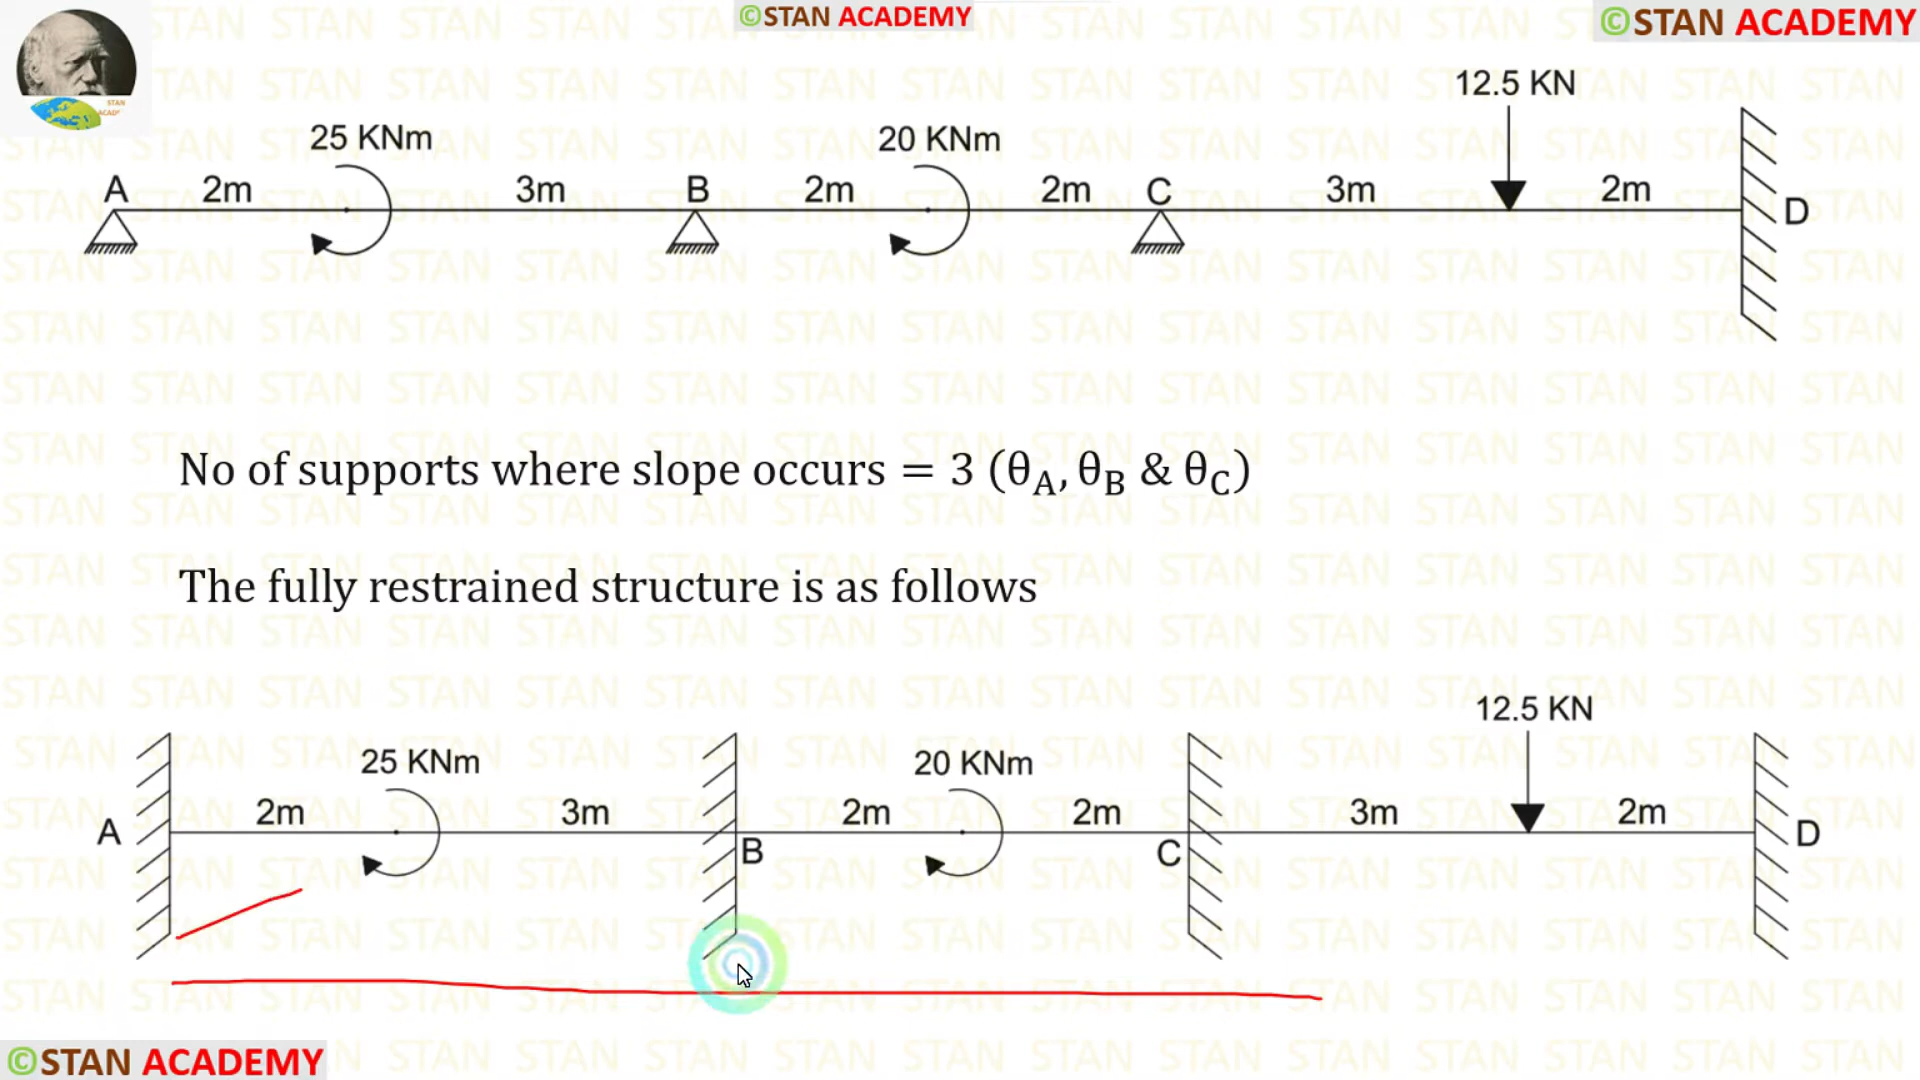 ©STAN ACADEMY
©STAN ACADEMY
STAN
ACAD
12.5 KN
25 KNm
20 KNm
A 2m 3m B 2m 2m C 3m 2m D
No of supports where slope occurs = 3 (θA, θB & θC)
The fully restrained structure is as follows
12.5 KN
25 KNm
20 KNm
A 2m 3m B 2m 2m C 3m 2m D
©STAN ACADEMY